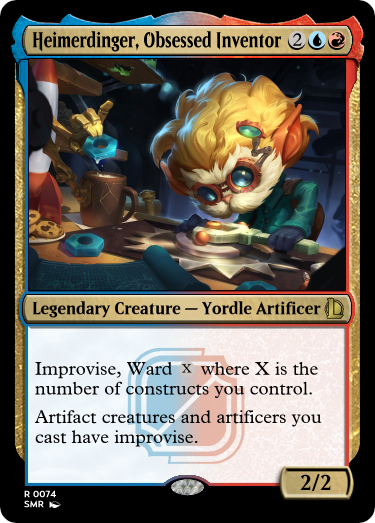 Heimerdinger, Obsessed Inventor 2
Legendary Creature — Yordle Artificer
Improvise, Ward X where X is the
number of constructs you control.
Artifact creatures and artificers you
cast have improvise.
2/2
R 0074
SMR